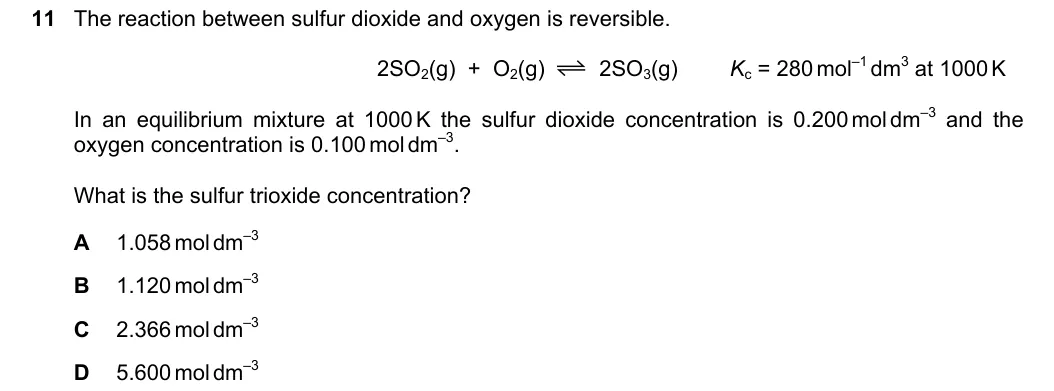 11 The reaction between sulfur dioxide and oxygen is reversible.
2SO₂(g) + O₂(g) ⇌ 2SO₃(g) Kc = 280 mol⁻¹ dm³ at 1000 K
In an equilibrium mixture at 1000 K the sulfur dioxide concentration is 0.200 mol dm⁻³ and the
oxygen concentration is 0.100 mol dm⁻³.
What is the sulfur trioxide concentration?
A 1.058 mol dm⁻³
B 1.120 mol dm⁻³
C 2.366 mol dm⁻³
D 5.600 mol dm⁻³